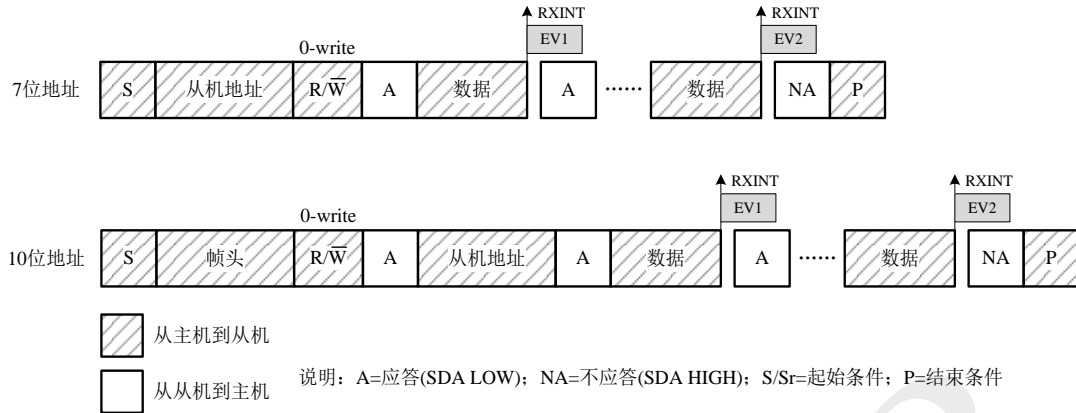 RXINT
EV1
RXINT
EV2
0-write
7位地址
S 从机地址 R/W̅ A 数据 A …… 数据 NA P
RXINT
EV1
RXINT
EV2
0-write
10位地址
S 帧头 R/W̅ A 从机地址 A 数据 A …… 数据 NA P
从主机到从机
从从机到主机
说明：A=应答(SDA LOW)；NA=不应答(SDA HIGH)；S/Sr=起始条件；P=结束条件